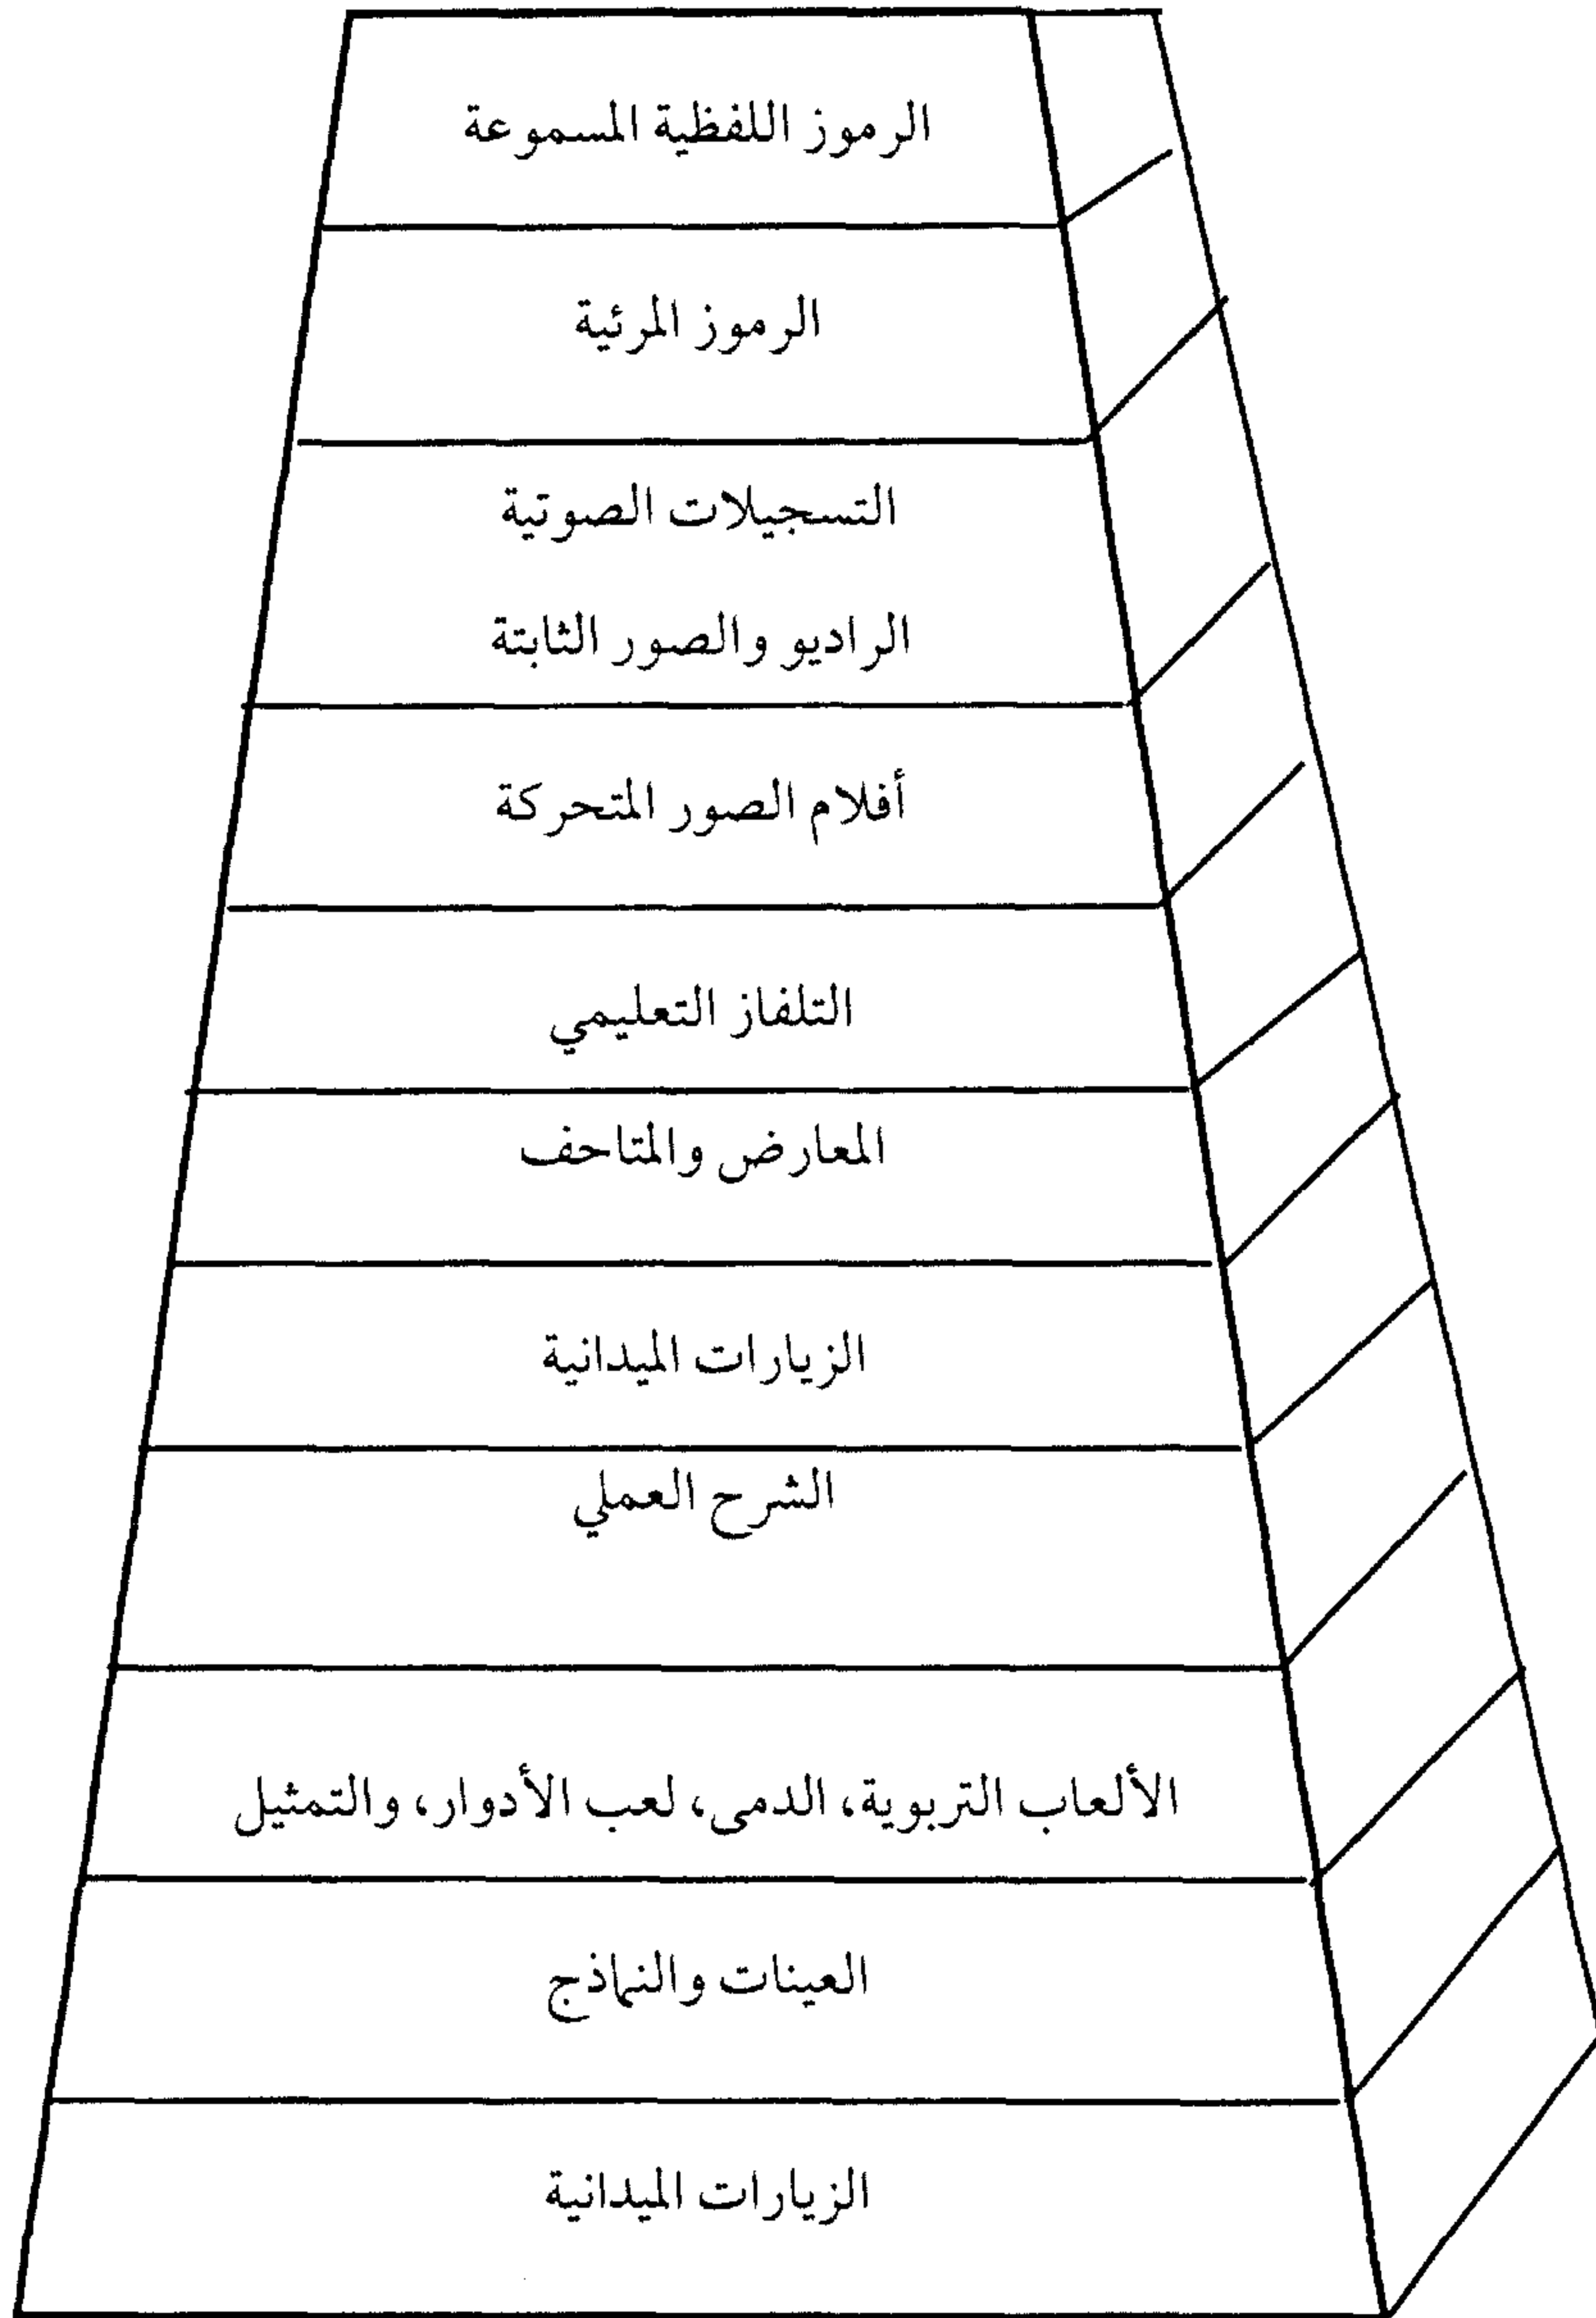 الرموز اللفظية المسموعة
الرموز المرئية
التسجيلات الصوتية
الراديو والصور الثابتة
أفلام الصور المتحركة
التلفاز التعليمي
المعارض والمتاحف
الزيارات الميدانية
الشرح العملي
الألعاب التربوية، الدمى، لعب الأدوار، والتمثيل
العينات والنماذج
الزيارات الميدانية